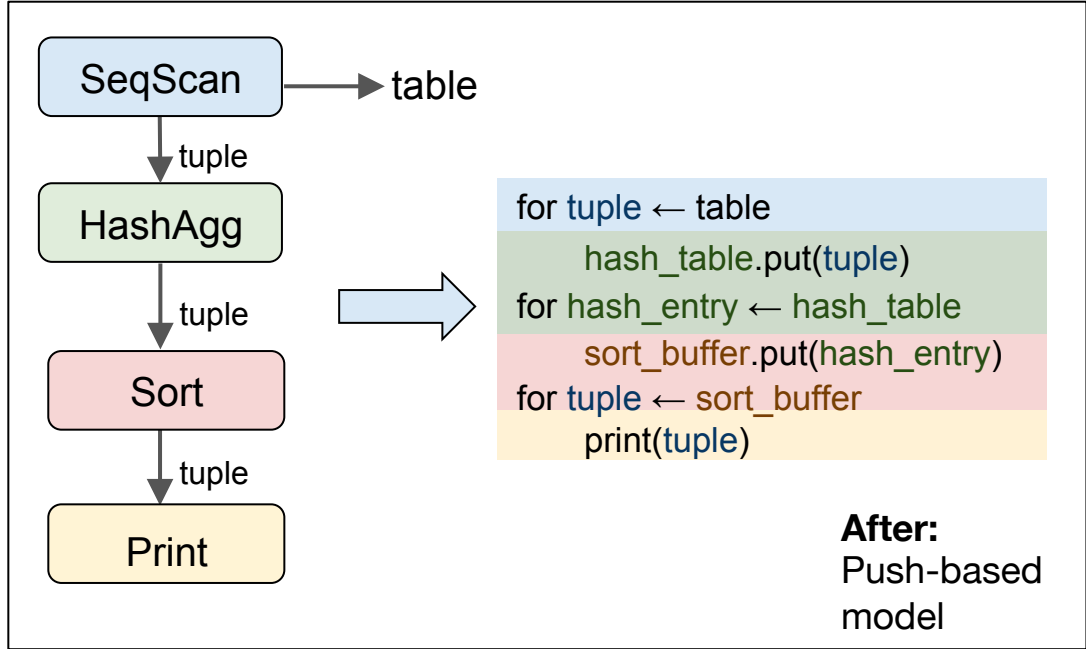 SeqScan
table
tuple
HashAgg
tuple
Sort
tuple
Print
for tuple ← table
hash_table.put(tuple)
for hash_entry ← hash_table
sort_buffer.put(hash_entry)
for tuple ← sort_buffer
print(tuple)
After:
Push-based
model